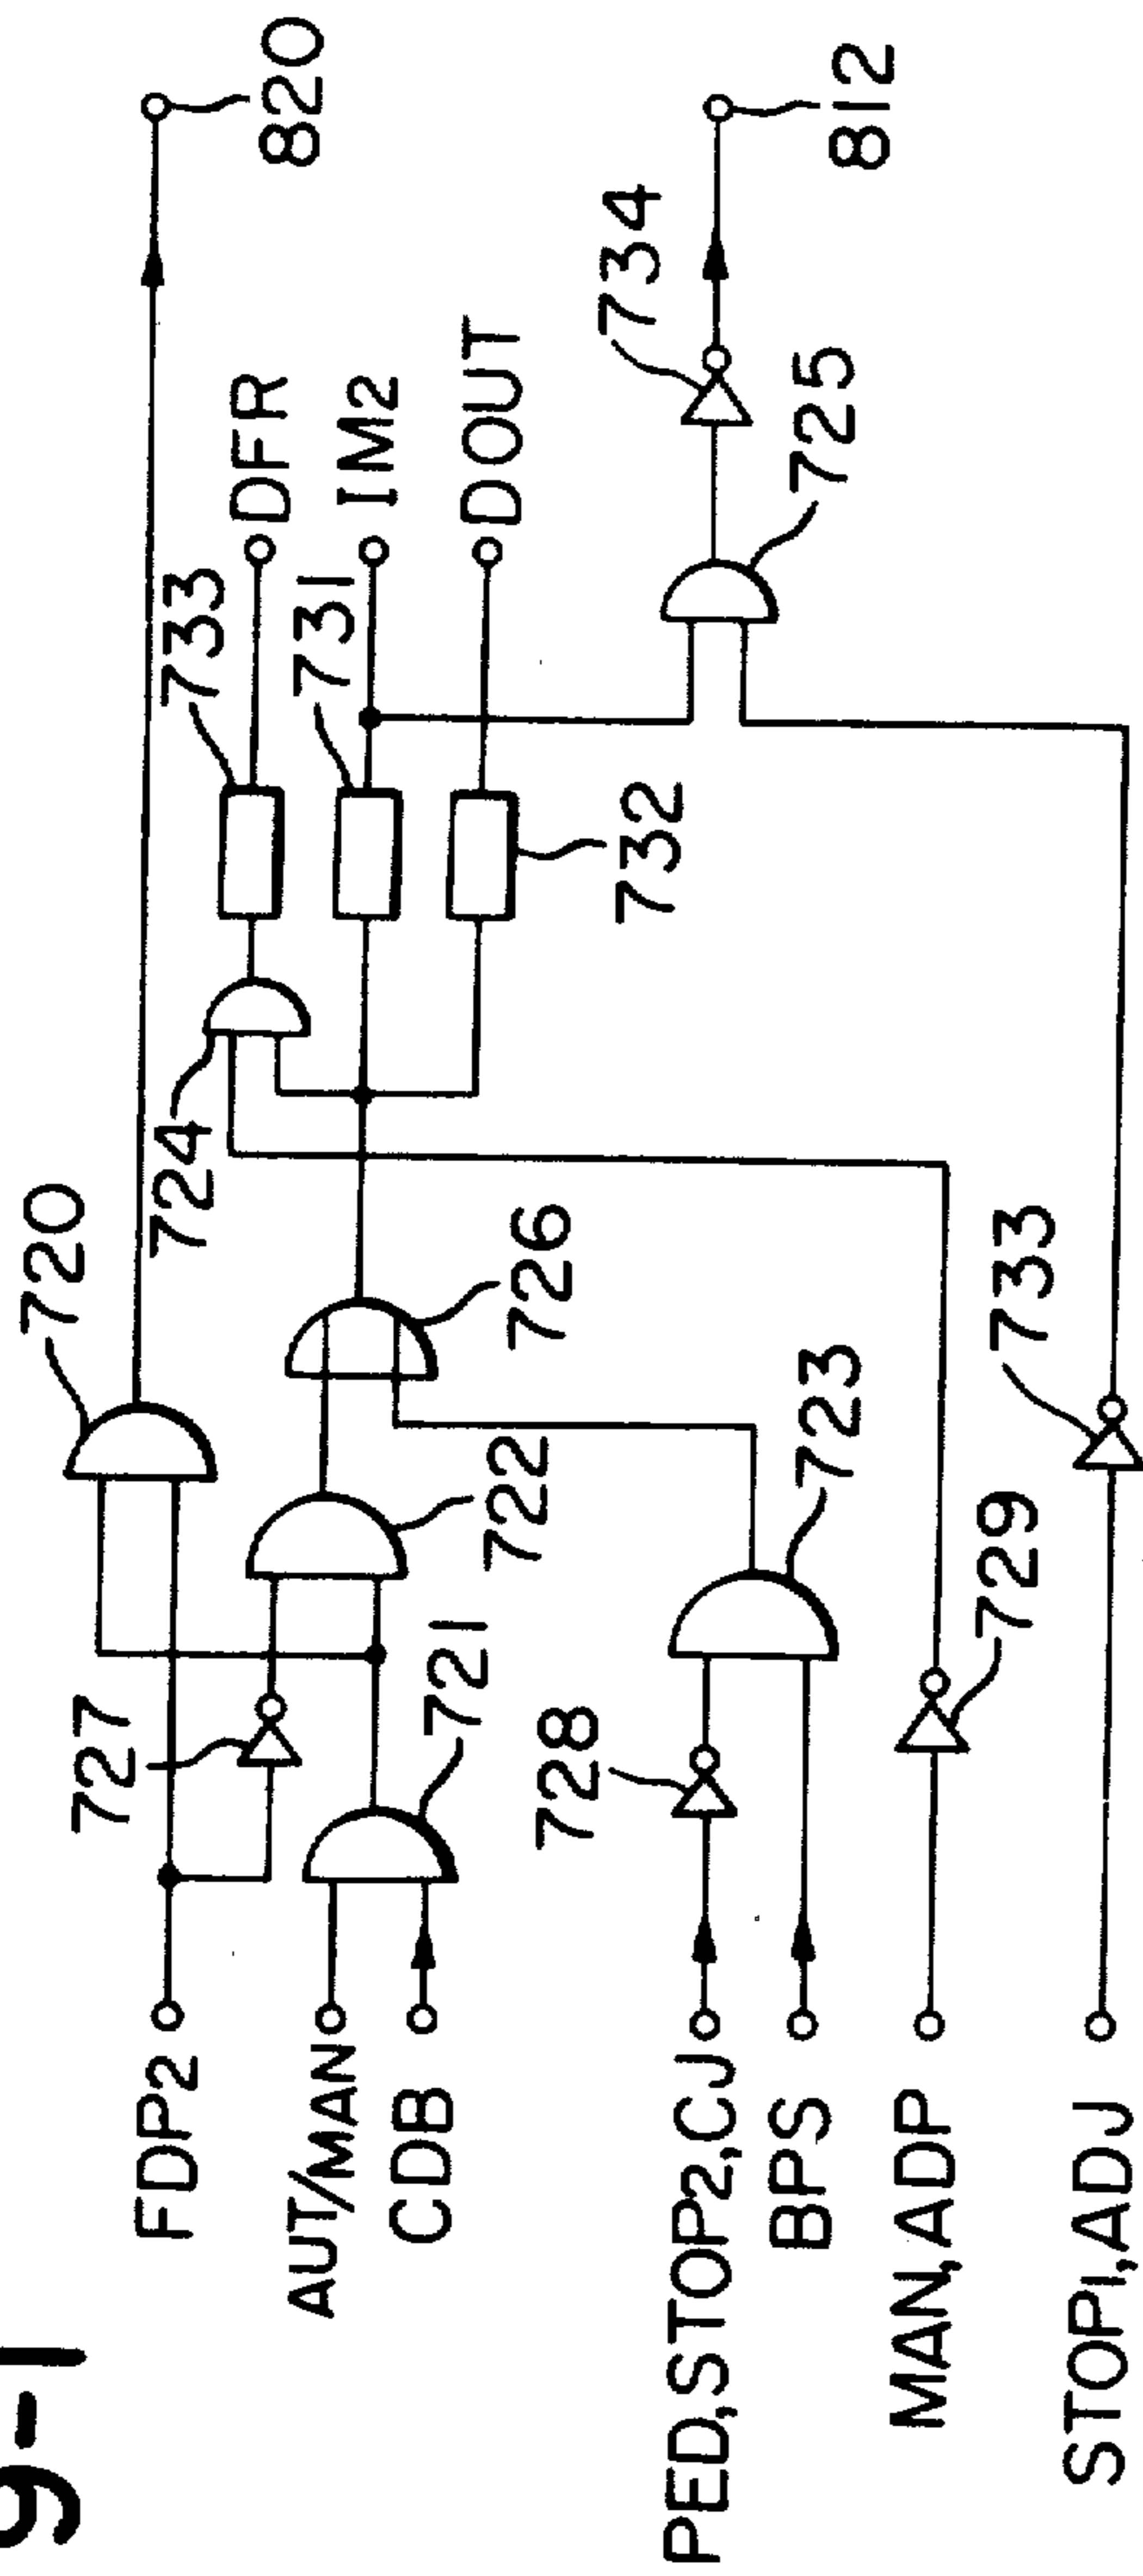 9-1
FDP2
AUT/MAN
CDB
PED,STOP2,CJ
BPS
MAN,ADP
STOP1,ADJ
727
721
728
729
720
722
723
733
726
724
732
733
731
DFR
IM2
DOUT
725
734
820
812